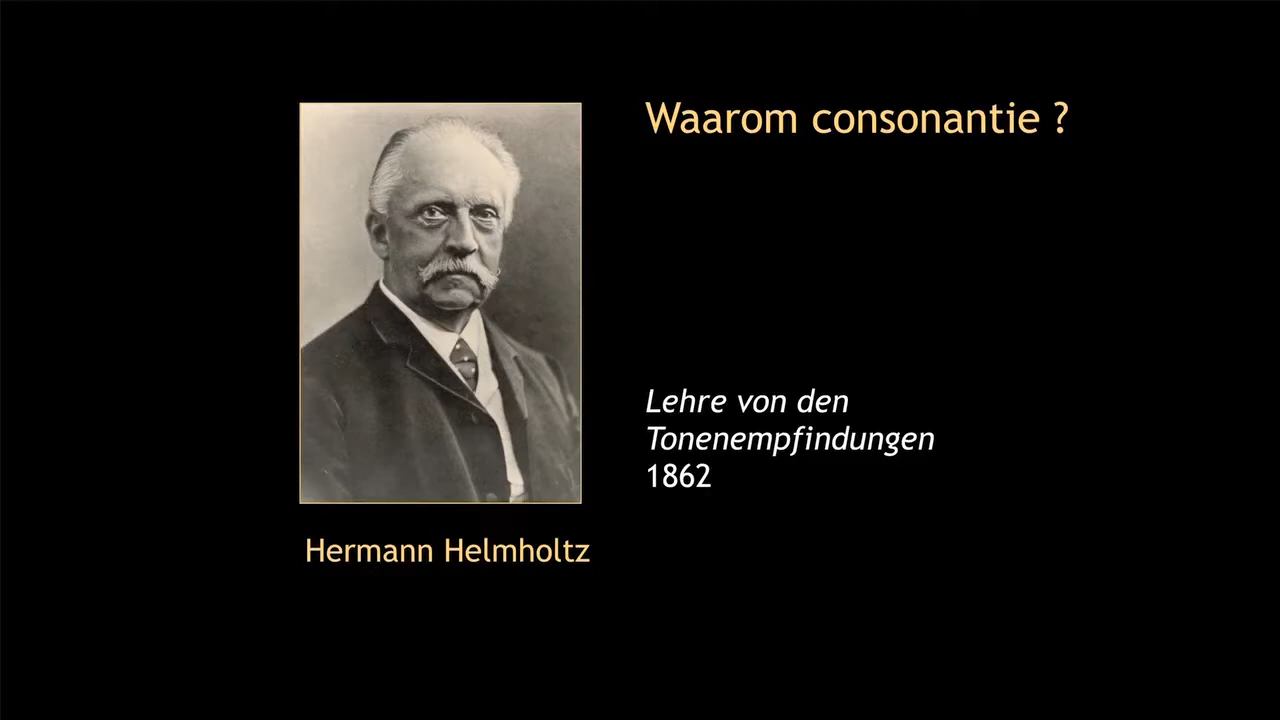 Waarom consonantie ?
Lehre von den
Tonenempfindungen
1862
Hermann Helmholtz